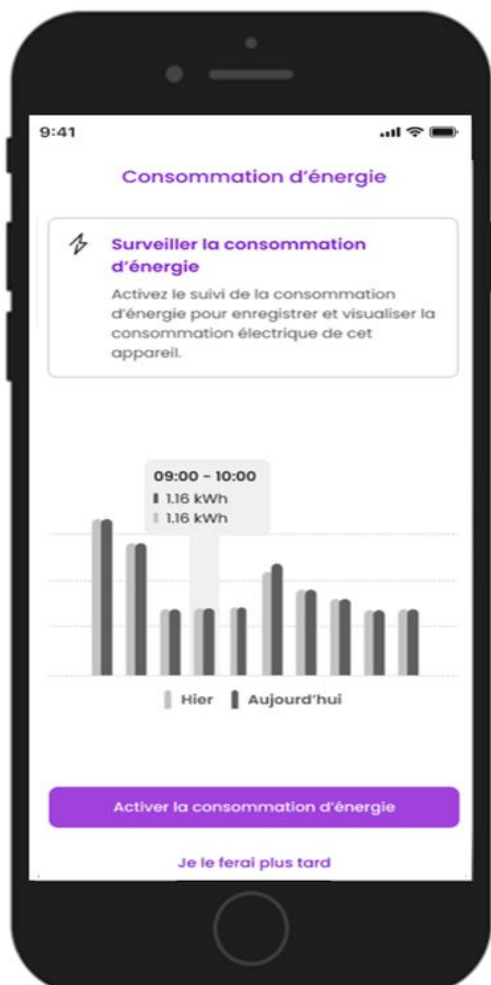 9:41
Consommation d'énergie
Surveiller la consommation
d'énergie
Activez le suivi de la consommation
d'énergie pour enregistrer et visualiser la
consommation électrique de cet
appareil.
09:00 - 10:00
1.16 kWh
1.16 kWh
Hier Aujourd'hui
Activer la consommation d'énergie
Je le ferai plus tard